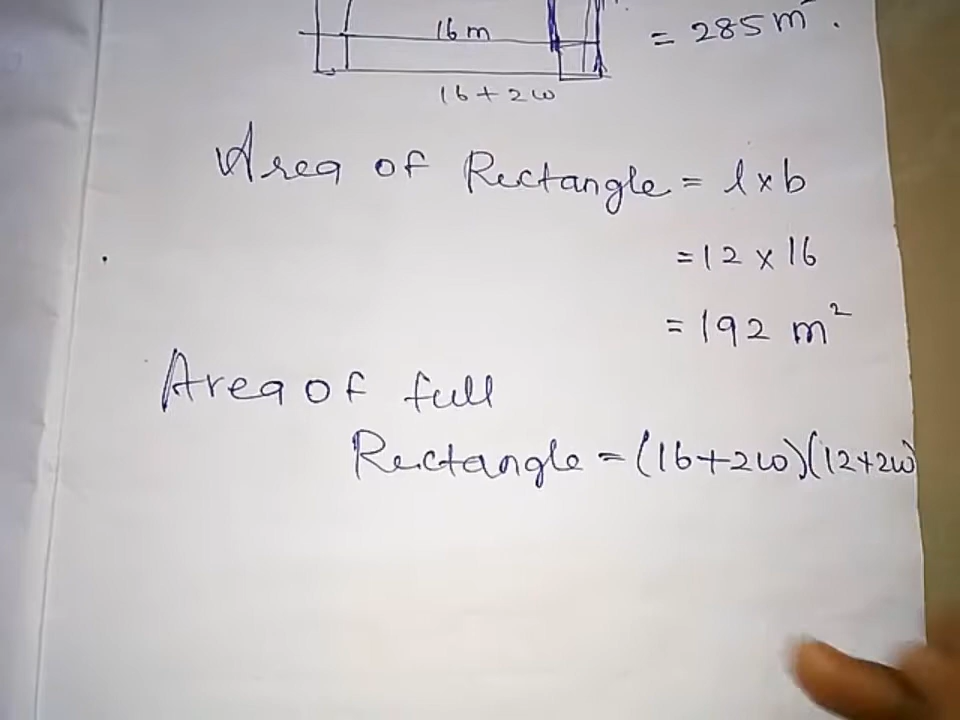 16 m
= 285 m² .
16 + 2w
Area of Rectangle = l × b
= 12 × 16
= 192 m²
Area of full
Rectangle = (16+2w)(12+2w)